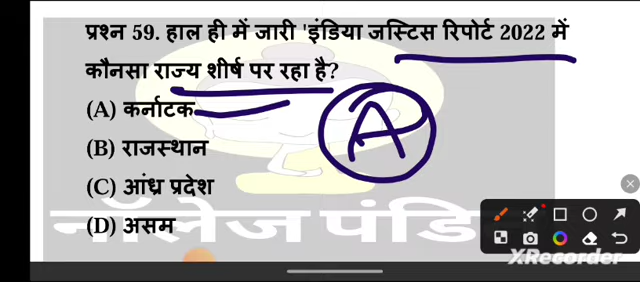 प्रश्न 59. हाल ही में जारी 'इंडिया जस्टिस रिपोर्ट 2022 में
कौनसा राज्य शीर्ष पर रहा है?
(A) कर्नाटक
A
(B) राजस्थान
(C) आंध्र प्रदेश
(D) असम
नॉलेज पंडित
XRecorder